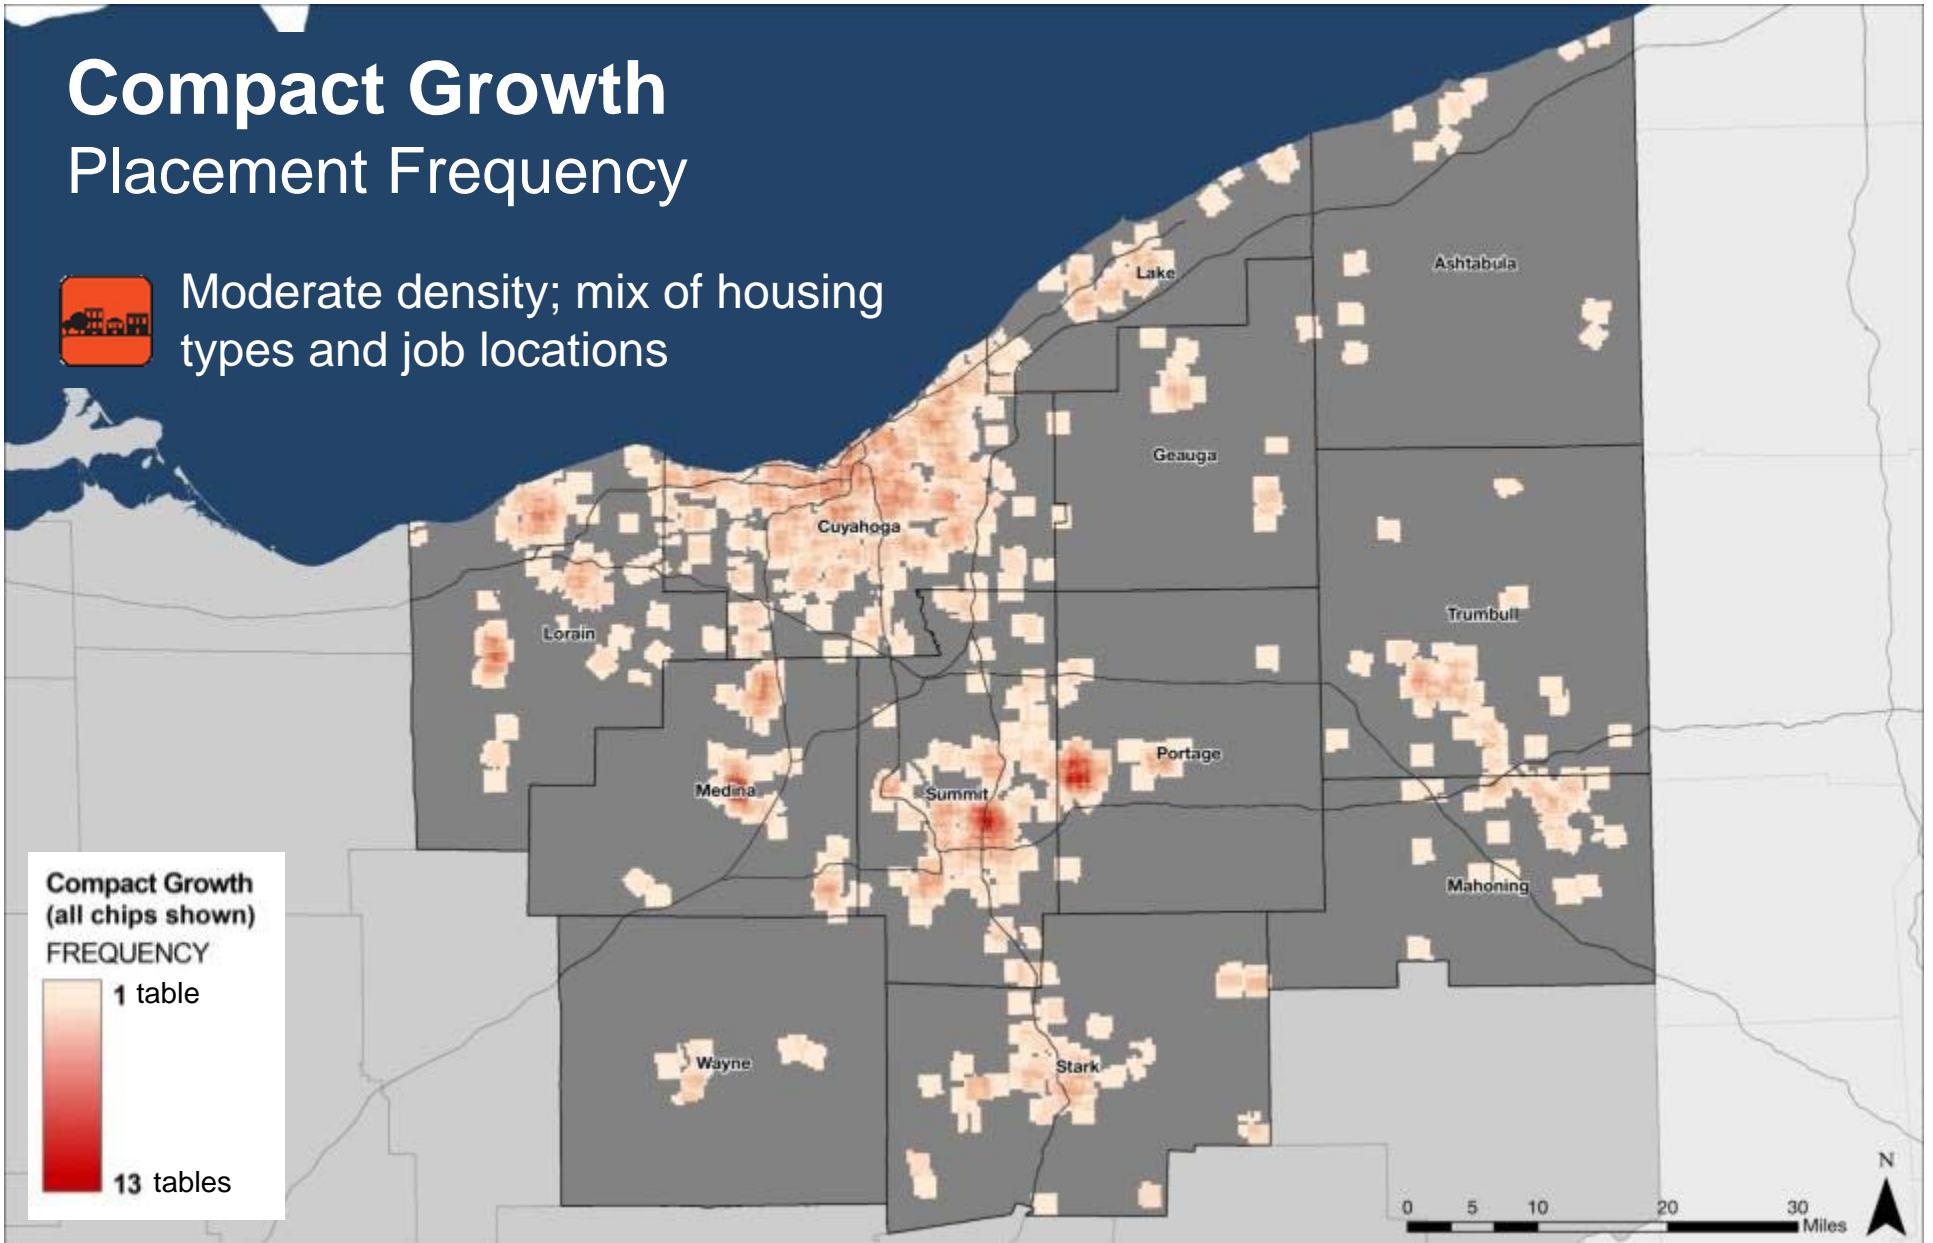 Compact Growth
Placement Frequency
Moderate density; mix of housing
types and job locations
Ashtabula
Lake
Geauga
Cuyahoga
Trumbull
Lorain
Portage
Medina
Summit
Mahoning
Wayne
Stark
Compact Growth
(all chips shown)
FREQUENCY
1 table
13 tables
N
0 5 10 20 30
Miles